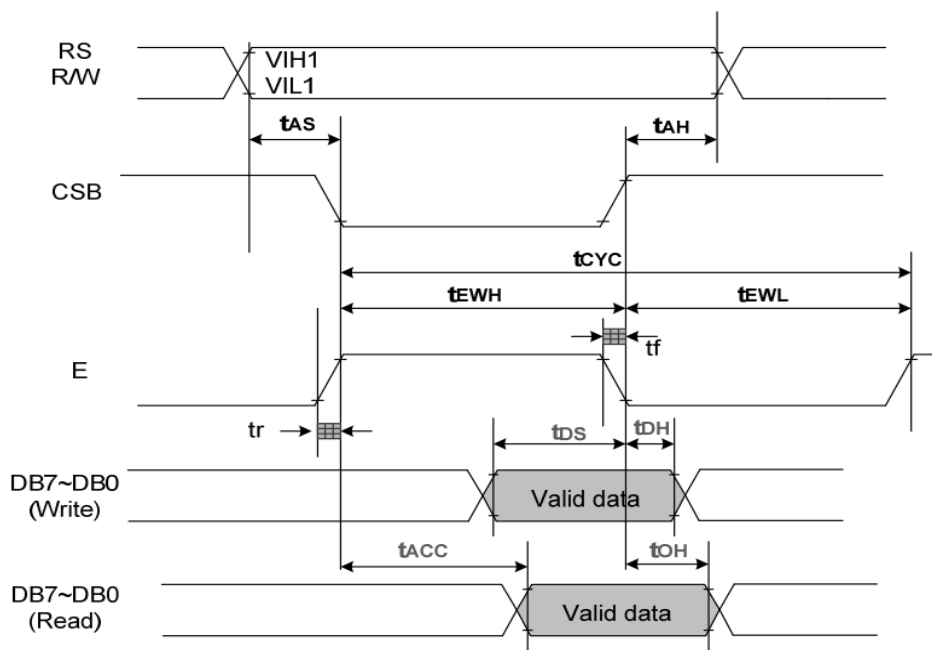 RS
R/W
VIH1
VIL1
tAS
tAH
CSB
tCYC
tEWH
tEWL
tf
E
tr
tDS
tDH
DB7~DB0
(Write)
Valid data
tACC
tOH
DB7~DB0
(Read)
Valid data